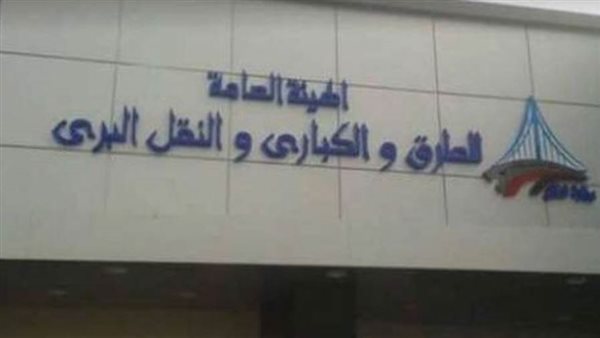 الهيئة العامة
للطرق و الكبارى و النقل البرى